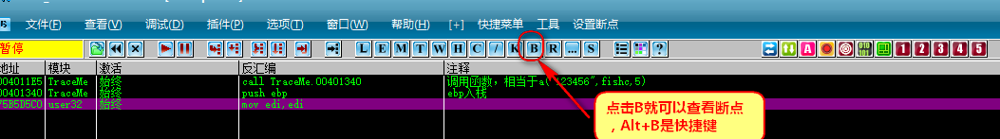 文件(F) 查看(V) 调试(D) 插件(P) 选项(T) 窗口(W) 帮助(H) [+] 快捷菜单 工具 设置断点
暂停 L E M T W H C / K B R ... S ? A 1 2 3 4 5
地址 模块 激活 反汇编 注释
004011E5 TraceMe 始终 call TraceMe.00401340 调用函数，相当于a("123456",fishc,5)
00401340 TraceMe 始终 push ebp ebp入栈
75B5D5C0 user32 始终 mov edi,edi
点击B就可以查看断点
，Alt+B是快捷键